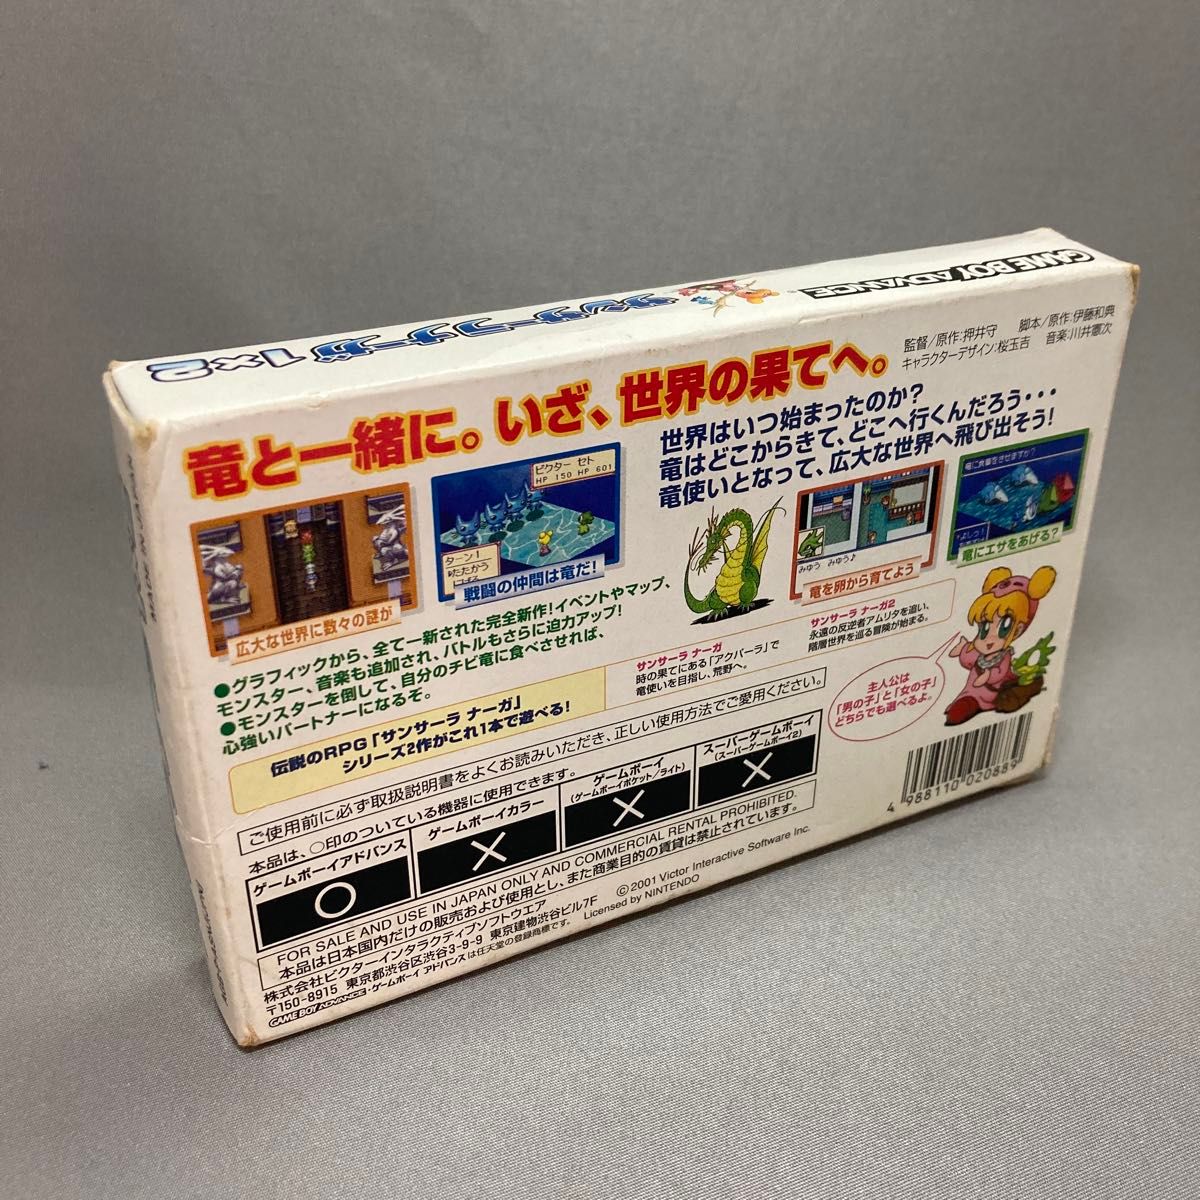 GAME BOY ADVANCE
サンサーラナーガ 1×2
監督/原作:押井守 脚本/原作:伊藤和典
キャラクターデザイン:桜玉吉 音楽:川井憲次
竜と一緒に。いざ、世界の果てへ。
世界はいつ始まったのか?
竜はどこからきて、どこへ行くんだろう・・・
竜使いとなって、広大な世界へ飛び出そう!
広大な世界に数々の謎が
ビクター セト
HP 150 HP 601
ターン1
たたかう
戦闘の仲間は竜だ!
みゅう みゅう♪
竜を卵から育てよう
竜に食事をさせますか?
竜にエサをあげる?
●グラフィックから、全て一新された完全新作!イベントやマップ、
モンスター、音楽も追加され、バトルもさらに迫力アップ!
●モンスターを倒して、自分のチビ竜に食べさせれば、
心強いパートナーになるぞ。
サンサーラ ナーガ
時の果てにある「アクバーラ」で
竜使いを目指し、荒野へ。
サンサーラ ナーガ2
永遠の反逆者アムリタを追い、
階層世界を巡る冒険が始まる。
主人公は
「男の子」と「女の子」
どちらでも選べるよ。
伝説のRPG「サンサーラ ナーガ」
シリーズ2作がこれ1本で遊べる!
ご使用前に必ず取扱説明書をよくお読みいただき、正しい使用方法でご愛用ください。
本品は、○印のついている機器に使用できます。
ゲームボーイアドバンス
○
ゲームボーイカラー
×
ゲームボーイ
(ゲームボーイポケット/ライト)
×
スーパーゲームボーイ
(スーパーゲームボーイ2)
×
FOR SALE AND USE IN JAPAN ONLY AND COMMERCIAL RENTAL PROHIBITED.
本品は日本国内だけの販売および使用とし、また商業目的の賃貸は禁止されています。
株式会社ビクターインタラクティブソフトウエア
〒150-8915 東京都渋谷区渋谷3-9-9 東京建物渋谷ビル7F
GAME BOY ADVANCE・ゲームボーイ アドバンスは任天堂の登録商標です。
© 2001 Victor Interactive Software Inc.
Licensed by NINTENDO
4 988110 020889